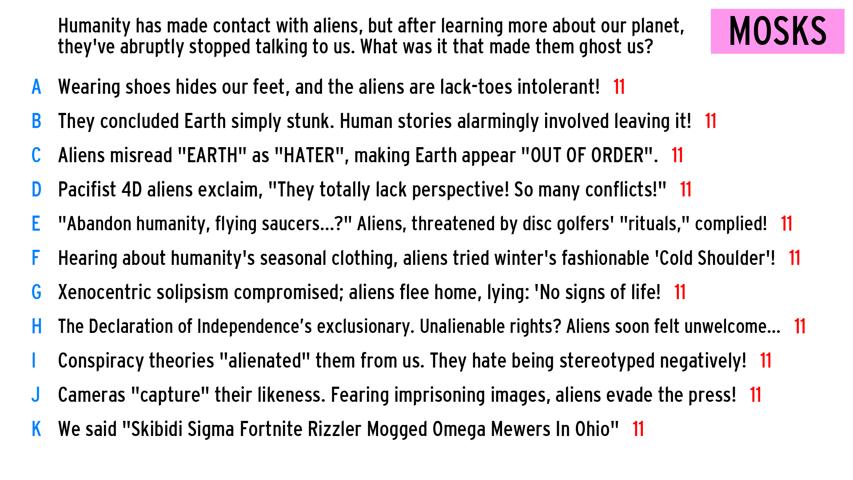 Humanity has made contact with aliens, but after learning more about our planet,
they've abruptly stopped talking to us. What was it that made them ghost us?
MOSKS
A Wearing shoes hides our feet, and the aliens are lack-toes intolerant! 11
B They concluded Earth simply stunk. Human stories alarmingly involved leaving it! 11
C Aliens misread "EARTH" as "HATER", making Earth appear "OUT OF ORDER". 11
D Pacifist 4D aliens exclaim, "They totally lack perspective! So many conflicts!" 11
E "Abandon humanity, flying saucers...?" Aliens, threatened by disc golfers' "rituals," complied! 11
F Hearing about humanity's seasonal clothing, aliens tried winter's fashionable 'Cold Shoulder'! 11
G Xenocentric solipsism compromised; aliens flee home, lying: 'No signs of life! 11
H The Declaration of Independence’s exclusionary. Unalienable rights? Aliens soon felt unwelcome... 11
I Conspiracy theories "alienated" them from us. They hate being stereotyped negatively! 11
J Cameras "capture" their likeness. Fearing imprisoning images, aliens evade the press! 11
K We said "Skibidi Sigma Fortnite Rizzler Mogged Omega Mewers In Ohio" 11